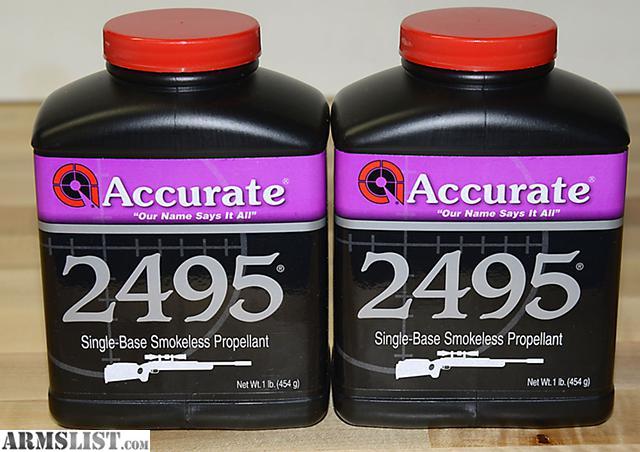 Accurate®
"Our Name Says It All"
2495®
Single-Base Smokeless Propellant
Net Wt. 1 lb. (454 g)
Accurate®
"Our Name Says It All"
2495®
Single-Base Smokeless Propellant
Net Wt. 1 lb. (454 g)
ARMSLIST.COM